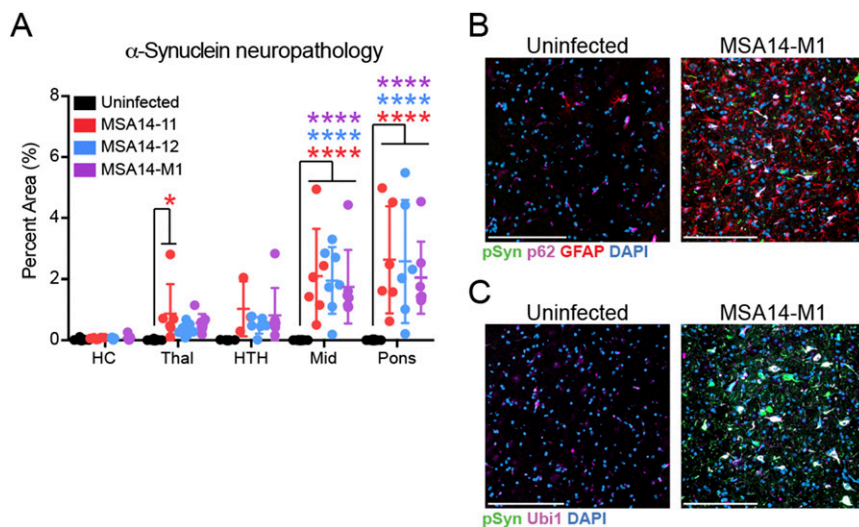 A
α-Synuclein neuropathology
Percent Area (%)
8
6
4
2
0
Uninfected
MSA14-11
MSA14-12
MSA14-M1
*
****
****
****
****
****
****
HC Thal HTH Mid Pons
B
Uninfected MSA14-M1
pSyn p62 GFAP DAPI
C
Uninfected MSA14-M1
pSyn Ubi1 DAPI